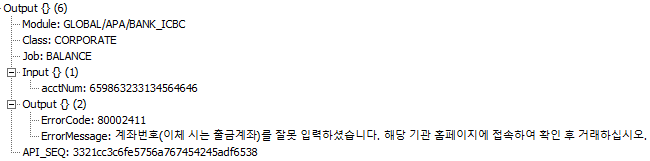 Output {} (6)
Module: GLOBAL/APA/BANK_ICBC
Class: CORPORATE
Job: BALANCE
Input {} (1)
acctNum: 659863233134564646
Output {} (2)
ErrorCode: 80002411
ErrorMessage: 계좌번호(이체 시는 출금계좌)를 잘못 입력하셨습니다. 해당 기관 홈페이지에 접속하여 확인 후 거래하십시오.
API_SEQ: 3321cc3c6fe5756a767454245adf6538